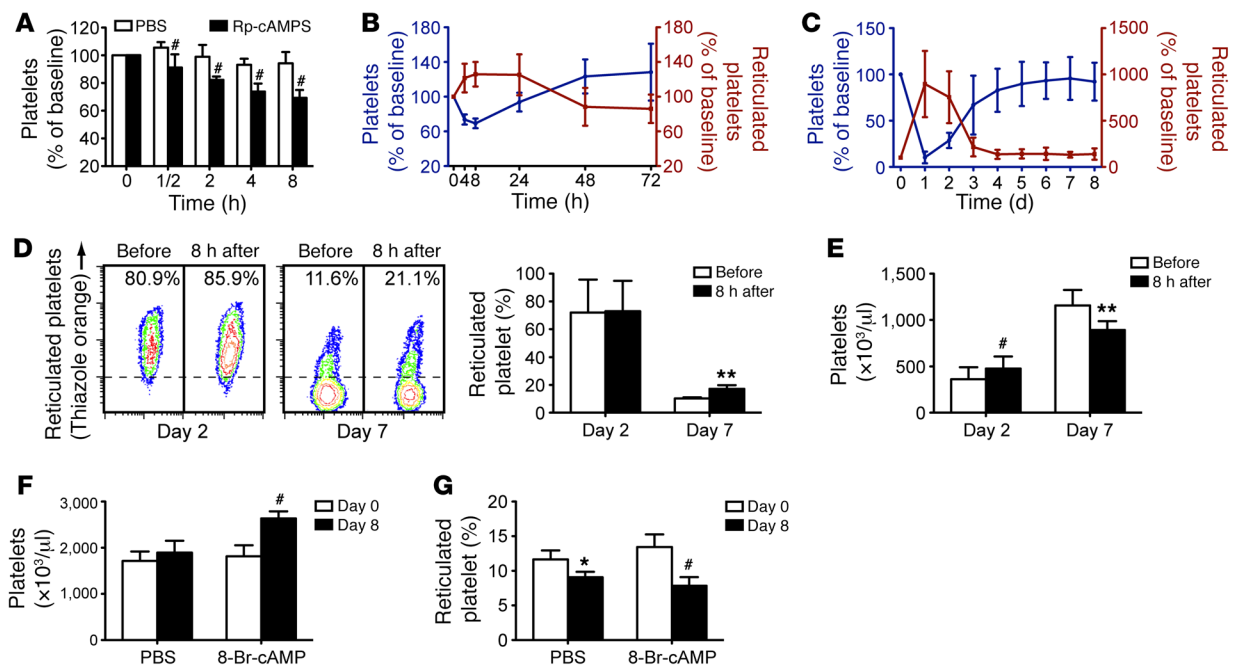 A
PBS
Rp-cAMPS
Platelets
(% of baseline)
140
120
100
80
60
40
20
#
#
#
#
0
1/2
2
4
8
Time (h)
B
Platelets
(% of baseline)
180
140
100
60
20
0 4 8 24 48 72
Time (h)
180
140
100
60
20
Reticulated
platelets
(% of baseline)
C
Platelets
(% of baseline)
150
100
50
0
0 1 2 3 4 5 6 7 8
Time (d)
1500
1000
500
0
Reticulated
platelets
(% of baseline)
D
Reticulated platelets
(Thiazole orange)
Before
8 h after
80.9%
85.9%
Day 2
Before
8 h after
11.6%
21.1%
Day 7
Reticulated
platelet (%)
100
80
60
40
20
0
Before
8 h after
**
Day 2
Day 7
E
Platelets
(×10³/µl)
1,500
1,000
500
0
Before
8 h after
#
**
Day 2
Day 7
F
Platelets
(×10³/µl)
3,000
2,000
1,000
0
#
Day 0
Day 8
PBS
8-Br-cAMP
G
Reticulated
platelet (%)
20
15
10
5
0
*
#
Day 0
Day 8
PBS
8-Br-cAMP